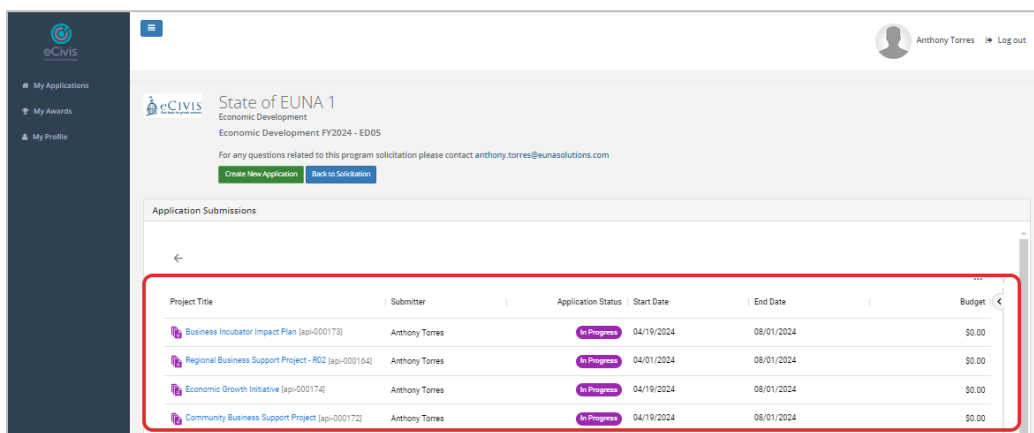 eCivis
Anthony Torres Log out
My Applications
My Awards
My Profile
eCIVIS
State of EUNA 1
Economic Development
Economic Development FY2024 - ED05
For any questions related to this program solicitation please contact anthony.torres@eunasolutions.com
Create New Application Back to Solicitation
Application Submissions
Project Title Submitter Application Status Start Date End Date Budget
Business Incubator Impact Plan [api-000173] Anthony Torres In Progress 04/19/2024 08/01/2024 $0.00
Regional Business Support Project - R02 [api-000164] Anthony Torres In Progress 04/01/2024 08/01/2024 $0.00
Economic Growth Initiative [api-000174] Anthony Torres In Progress 04/19/2024 08/01/2024 $0.00
Community Business Support Project [api-000172] Anthony Torres In Progress 04/19/2024 08/01/2024 $0.00